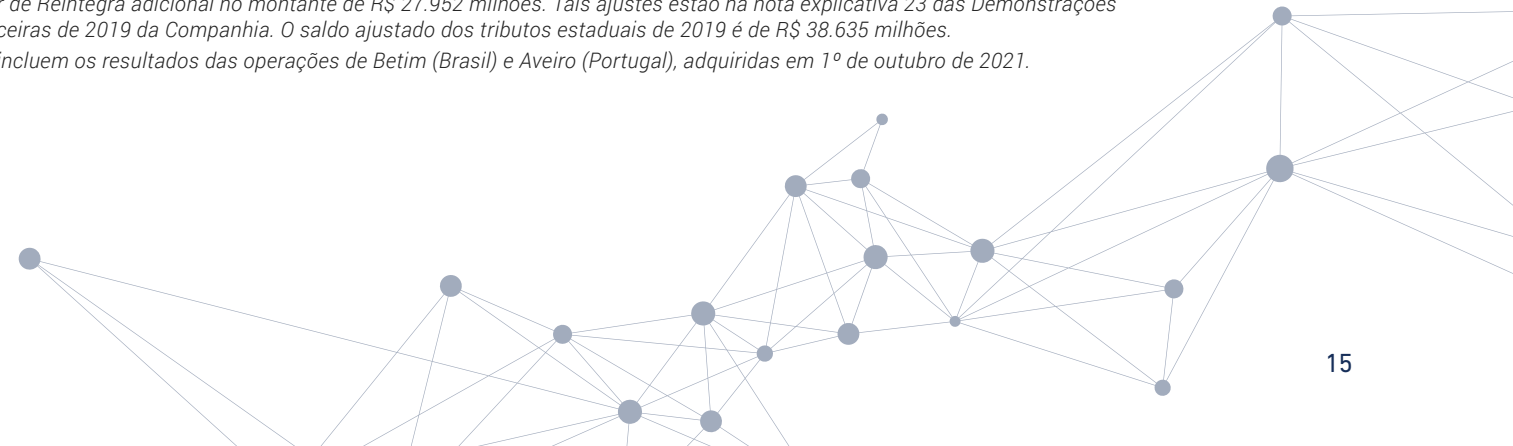 de Reintegra adicional no montante de R$ 27.952 milhões. Tais ajustes estão na nota explicativa 23 das Demonstrações
ceiras de 2019 da Companhia. O saldo ajustado dos tributos estaduais de 2019 é de R$ 38.635 milhões.
incluem os resultados das operações de Betim (Brasil) e Aveiro (Portugal), adquiridas em 1º de outubro de 2021.
15